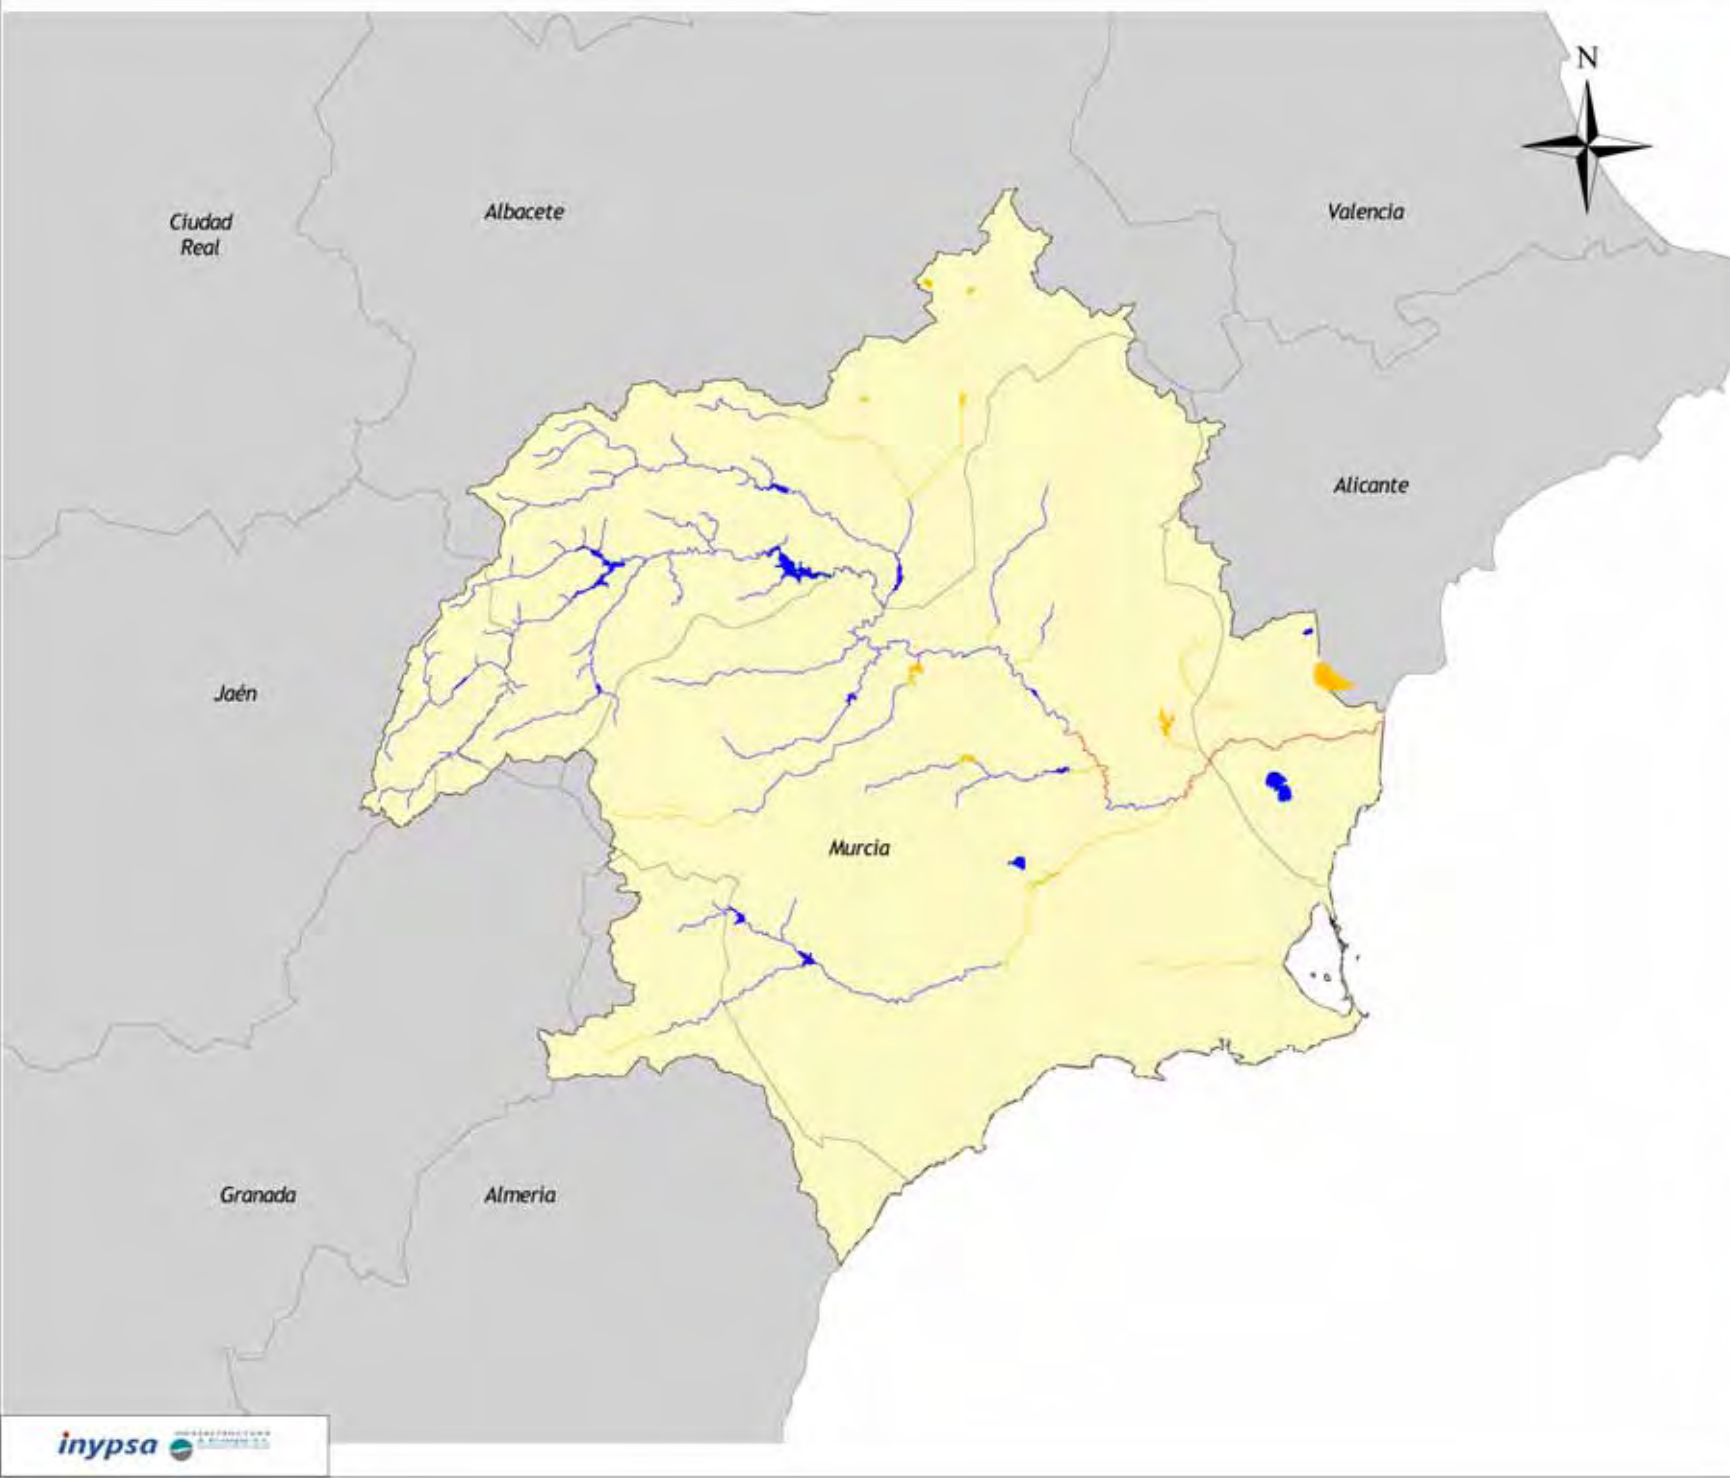 N
Albacete
Valencia
Ciudad
Real
Alicante
Jaén
Murcia
Granada
Almeria
inypsa